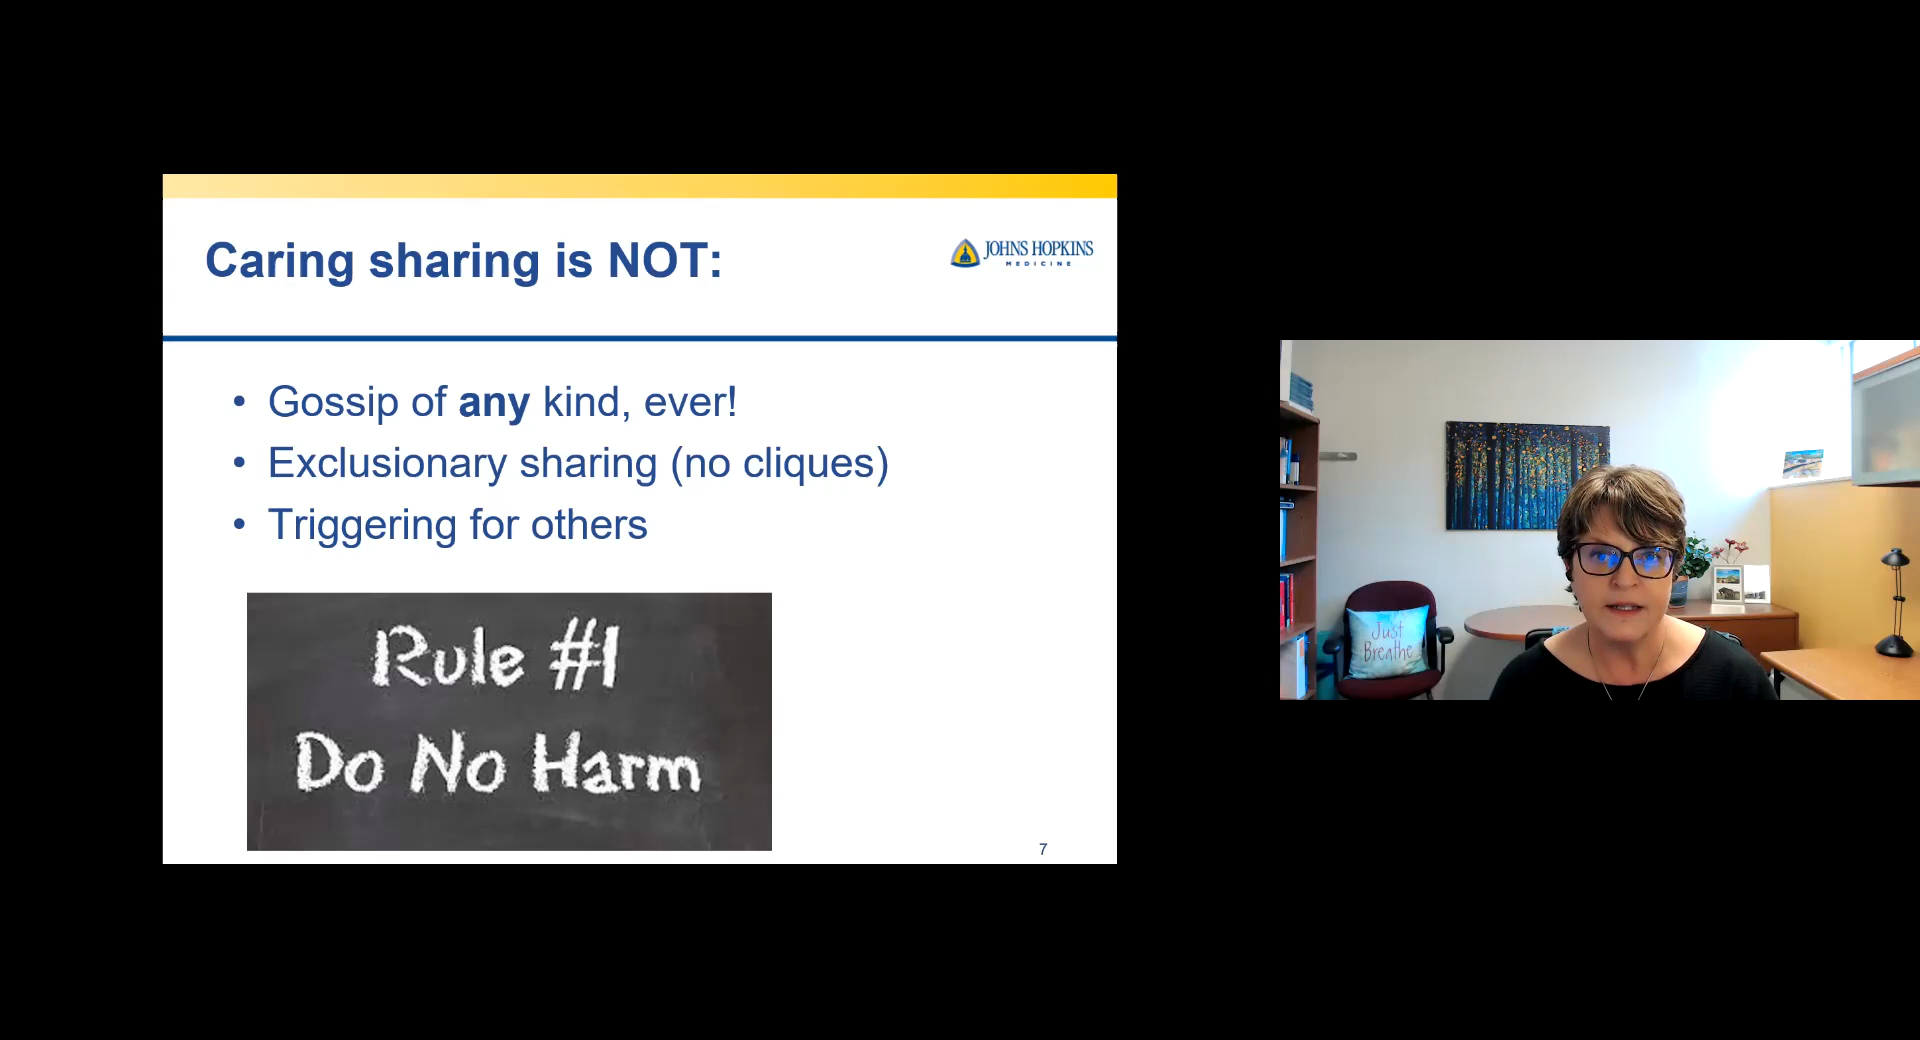 Caring sharing is NOT:
JOHNS HOPKINS
MEDICINE
• Gossip of any kind, ever!
• Exclusionary sharing (no cliques)
• Triggering for others
Rule #1
Do No Harm
7
Just
Breathe